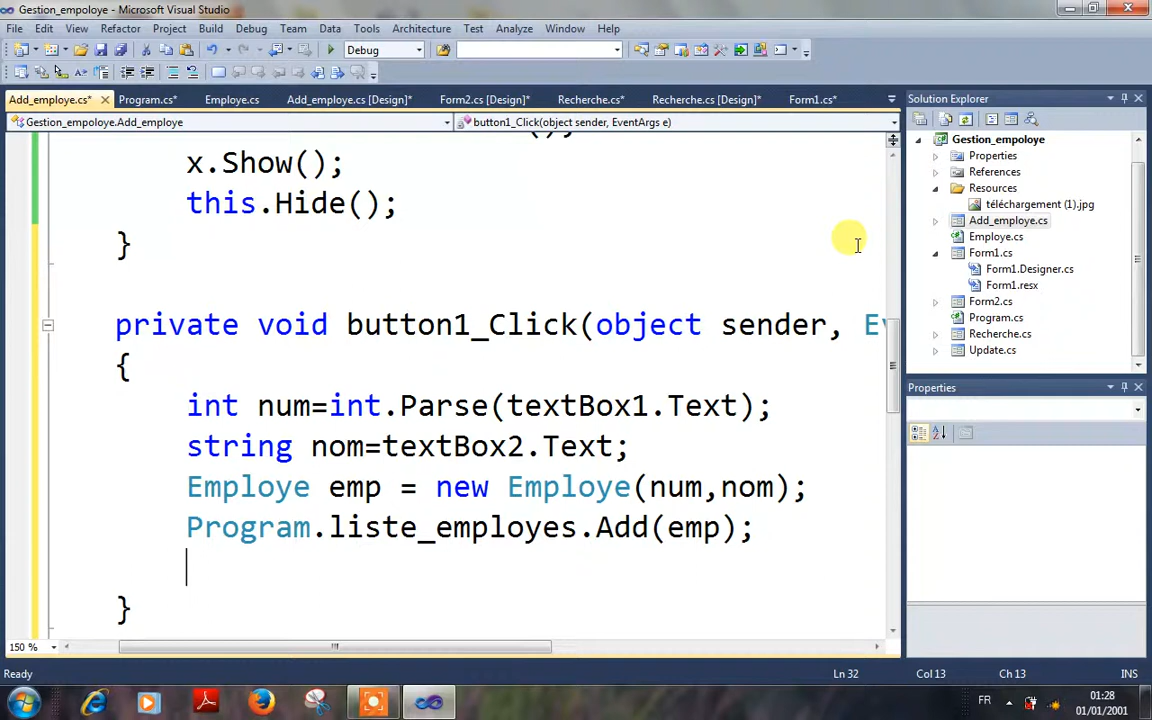 Gestion_empoloye - Microsoft Visual Studio
File Edit View Refactor Project Build Debug Team Data Tools Architecture Test Analyze Window Help
Debug
Add_employe.cs* Program.cs* Employe.cs Add_employe.cs [Design]* Form2.cs [Design]* Recherche.cs* Recherche.cs [Design]* Form1.cs*
Gestion_empoloye.Add_employe button1_Click(object sender, EventArgs e)
x.Show();
this.Hide();
}
private void button1_Click(object sender, Ev
{
int num=int.Parse(textBox1.Text);
string nom=textBox2.Text;
Employe emp = new Employe(num,nom);
Program.liste_employes.Add(emp);
}
150 %
Solution Explorer
Gestion_empoloye
Properties
References
Resources
téléchargement (1).jpg
Add_employe.cs
Employe.cs
Form1.cs
Form1.Designer.cs
Form1.resx
Form2.cs
Program.cs
Recherche.cs
Update.cs
Properties
Ready Ln 32 Col 13 Ch 13 INS
FR 01:28
01/01/2001